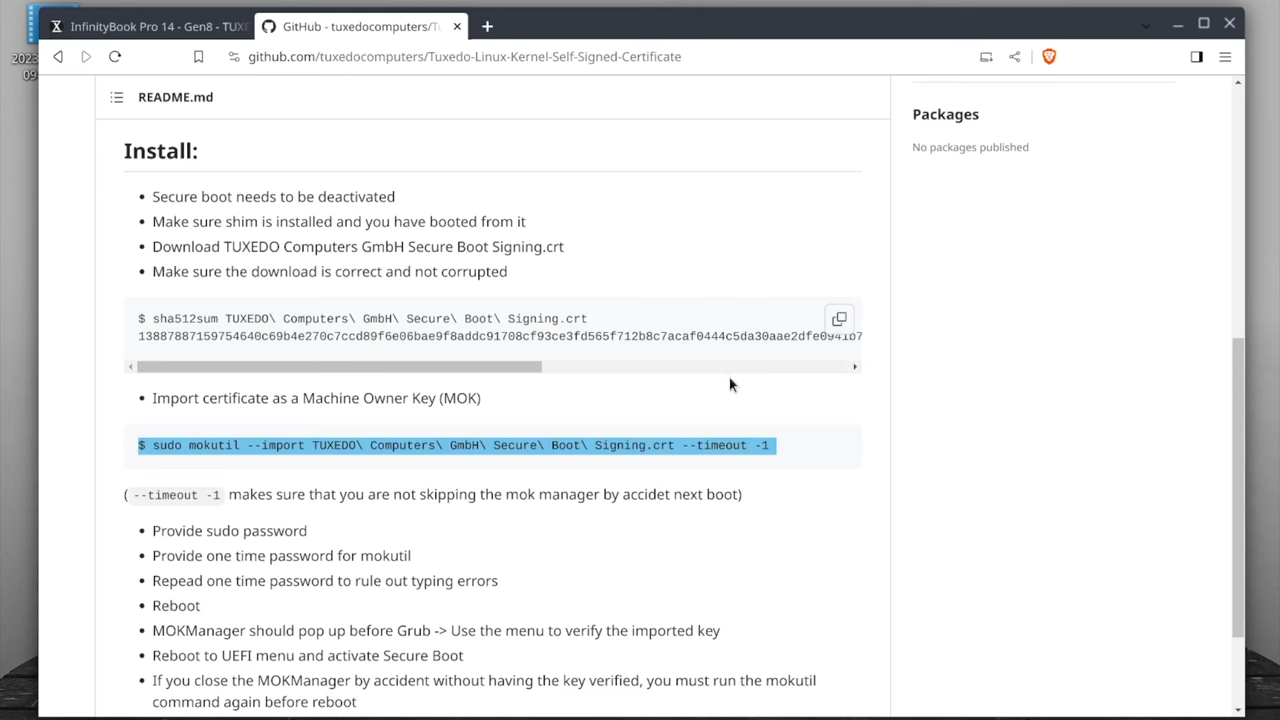 InfinityBook Pro 14 - Gen8 - TUXE
GitHub - tuxedocomputers/T
github.com/tuxedocomputers/Tuxedo-Linux-Kernel-Self-Signed-Certificate
2023
09-
README.md
Packages
No packages published
Install:
Secure boot needs to be deactivated
Make sure shim is installed and you have booted from it
Download TUXEDO Computers GmbH Secure Boot Signing.crt
Make sure the download is correct and not corrupted
$ sha512sum TUXEDO\ Computers\ GmbH\ Secure\ Boot\ Signing.crt
13887887159754640c69b4e270c7ccd89f6e06bae9f8addc91708cf93ce3fd565f712b8c7acaf0444c5da30aae2dfe0941b7
Import certificate as a Machine Owner Key (MOK)
$ sudo mokutil --import TUXEDO\ Computers\ GmbH\ Secure\ Boot\ Signing.crt --timeout -1
( --timeout -1 makes sure that you are not skipping the mok manager by accidet next boot)
Provide sudo password
Provide one time password for mokutil
Repead one time password to rule out typing errors
Reboot
MOKManager should pop up before Grub -> Use the menu to verify the imported key
Reboot to UEFI menu and activate Secure Boot
If you close the MOKManager by accident without having the key verified, you must run the mokutil
command again before reboot